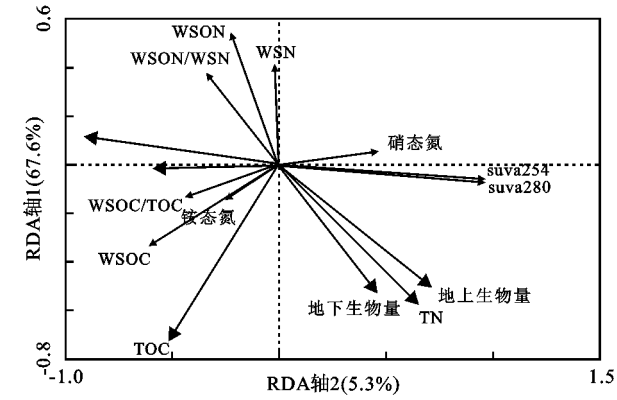 0.6
WSON
WSN
WSON/WSN
硝态氮
suva254
suva280
WSOC/TOC
铵态氮
WSOC
地上生物量
地下生物量
TN
TOC
RDA轴1(67.6%)
-0.8
-1.0
RDA轴2(5.3%)
1.5